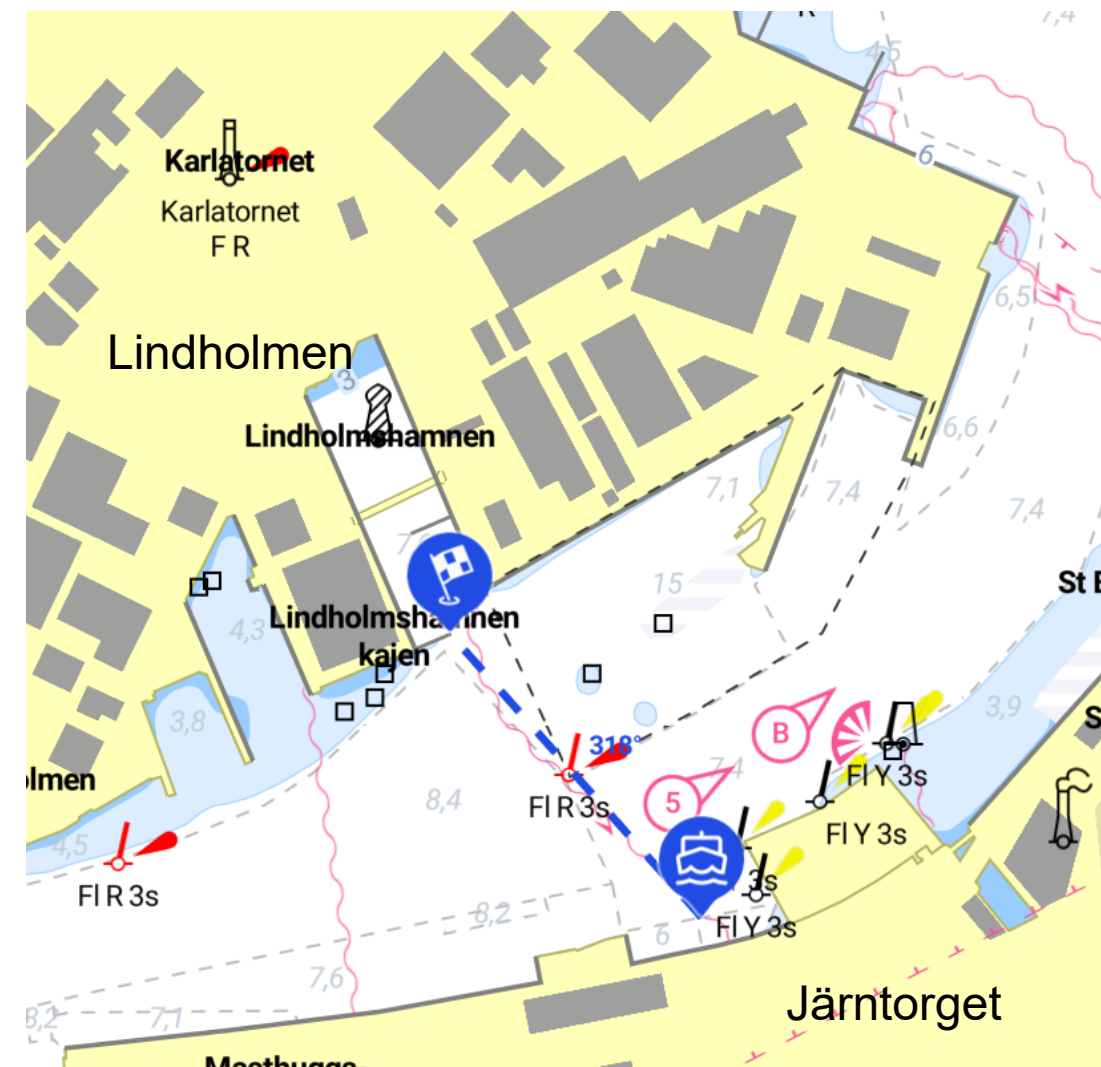 7,4
4,5
Karlatornet
Karlatornet
F R
6
6,5
Lindholmen
3
Lindholmshamnen
6,6
7,1
7,4
7,4
15
St E
4,3
Lindholmshamnen
kajen
3,8
3,9
B
318°
7,4
Fl Y 3s
5
8,4
Fl R 3s
Fl Y 3s
4,5
Fl R 3s
3s
8,2
Fl Y 3s
6
7,6
Järntorget
8,2
7,1